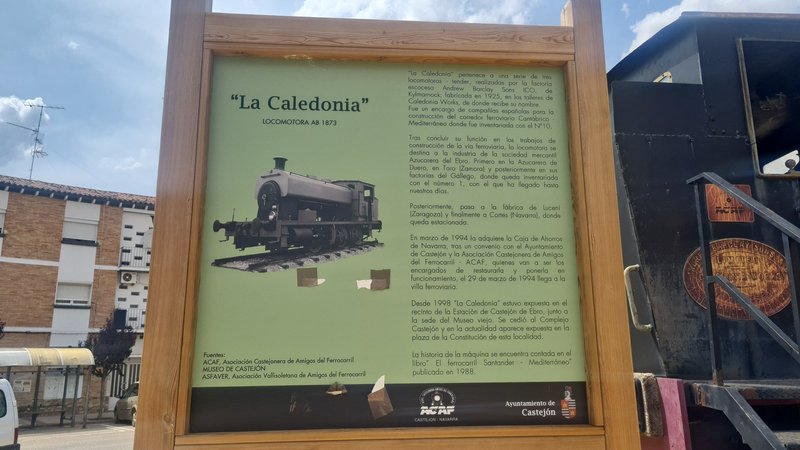 "La Caledonia"
LOCOMOTORA AB 1873
"La Caledonia" pertenece a una serie de tres
locomotoras - tender, realizadas por la factoria
escocesa Andrew Barclay Sons ICO, de
Kylmarnock; fabricada en 1925, en los talleres de
Caledonia Works, de donde recibe su nombre.
Fue un encargo de compañias españolas para la
construcción del corredor ferroviario Cantábrico -
Mediterráneo donde fue inventariada con el Nº10.
Tras concluir su función en los trabajos de
construcción de la vía ferroviaria, la locomotora se
destina a la industria de la sociedad mercantil
Azucarera del Ebro. Primero en la Azucarera de
Duero, en Toro (Zamora) y posteriormente en sus
factorías del Gállego, donde queda inventariada
con el número 1, con el que ha llegado hasta
nuestros días.
Posteriormente, pasa a la fábrica de Luceni
(Zaragoza) y finalmente a Cortes (Navarra), donde
queda estacionada.
En marzo de 1994 la adquiere la Caja de Ahorros
de Navarra, tras un convenio con el Ayuntamiento
de Castejón y la Asociación Castejonera de Amigos
del Ferrocarril - ACAF, quienes van a ser los
encargados de restaurarla y ponerla en
funcionamiento, el 29 de marzo de 1994 llega a la
villa ferroviaria.
Desde 1998 "La Caledonia" estuvo expuesta en el
recinto de la Estación de Castejón de Ebro, junto a
la sede del Museo viejo. Se cedió al Complejo
Castejón y en la actualidad aparece expuesta en la
plaza de la Constitución de esta localidad.
La historia de la máquina se encuentra contada en el
libro" El ferrocarril Santander - Mediterráneo"
publicado en 1988.
Fuentes:
ACAF, Asociación Castejonera de Amigos del Ferrocarril
MUSEO DE CASTEJÓN
ASFAVER, Asociación Vallisoletana de Amigos del Ferrocarril
ACAF
CASTEJON - NAVARRA
Ayuntamiento de
Castejón
ACAF